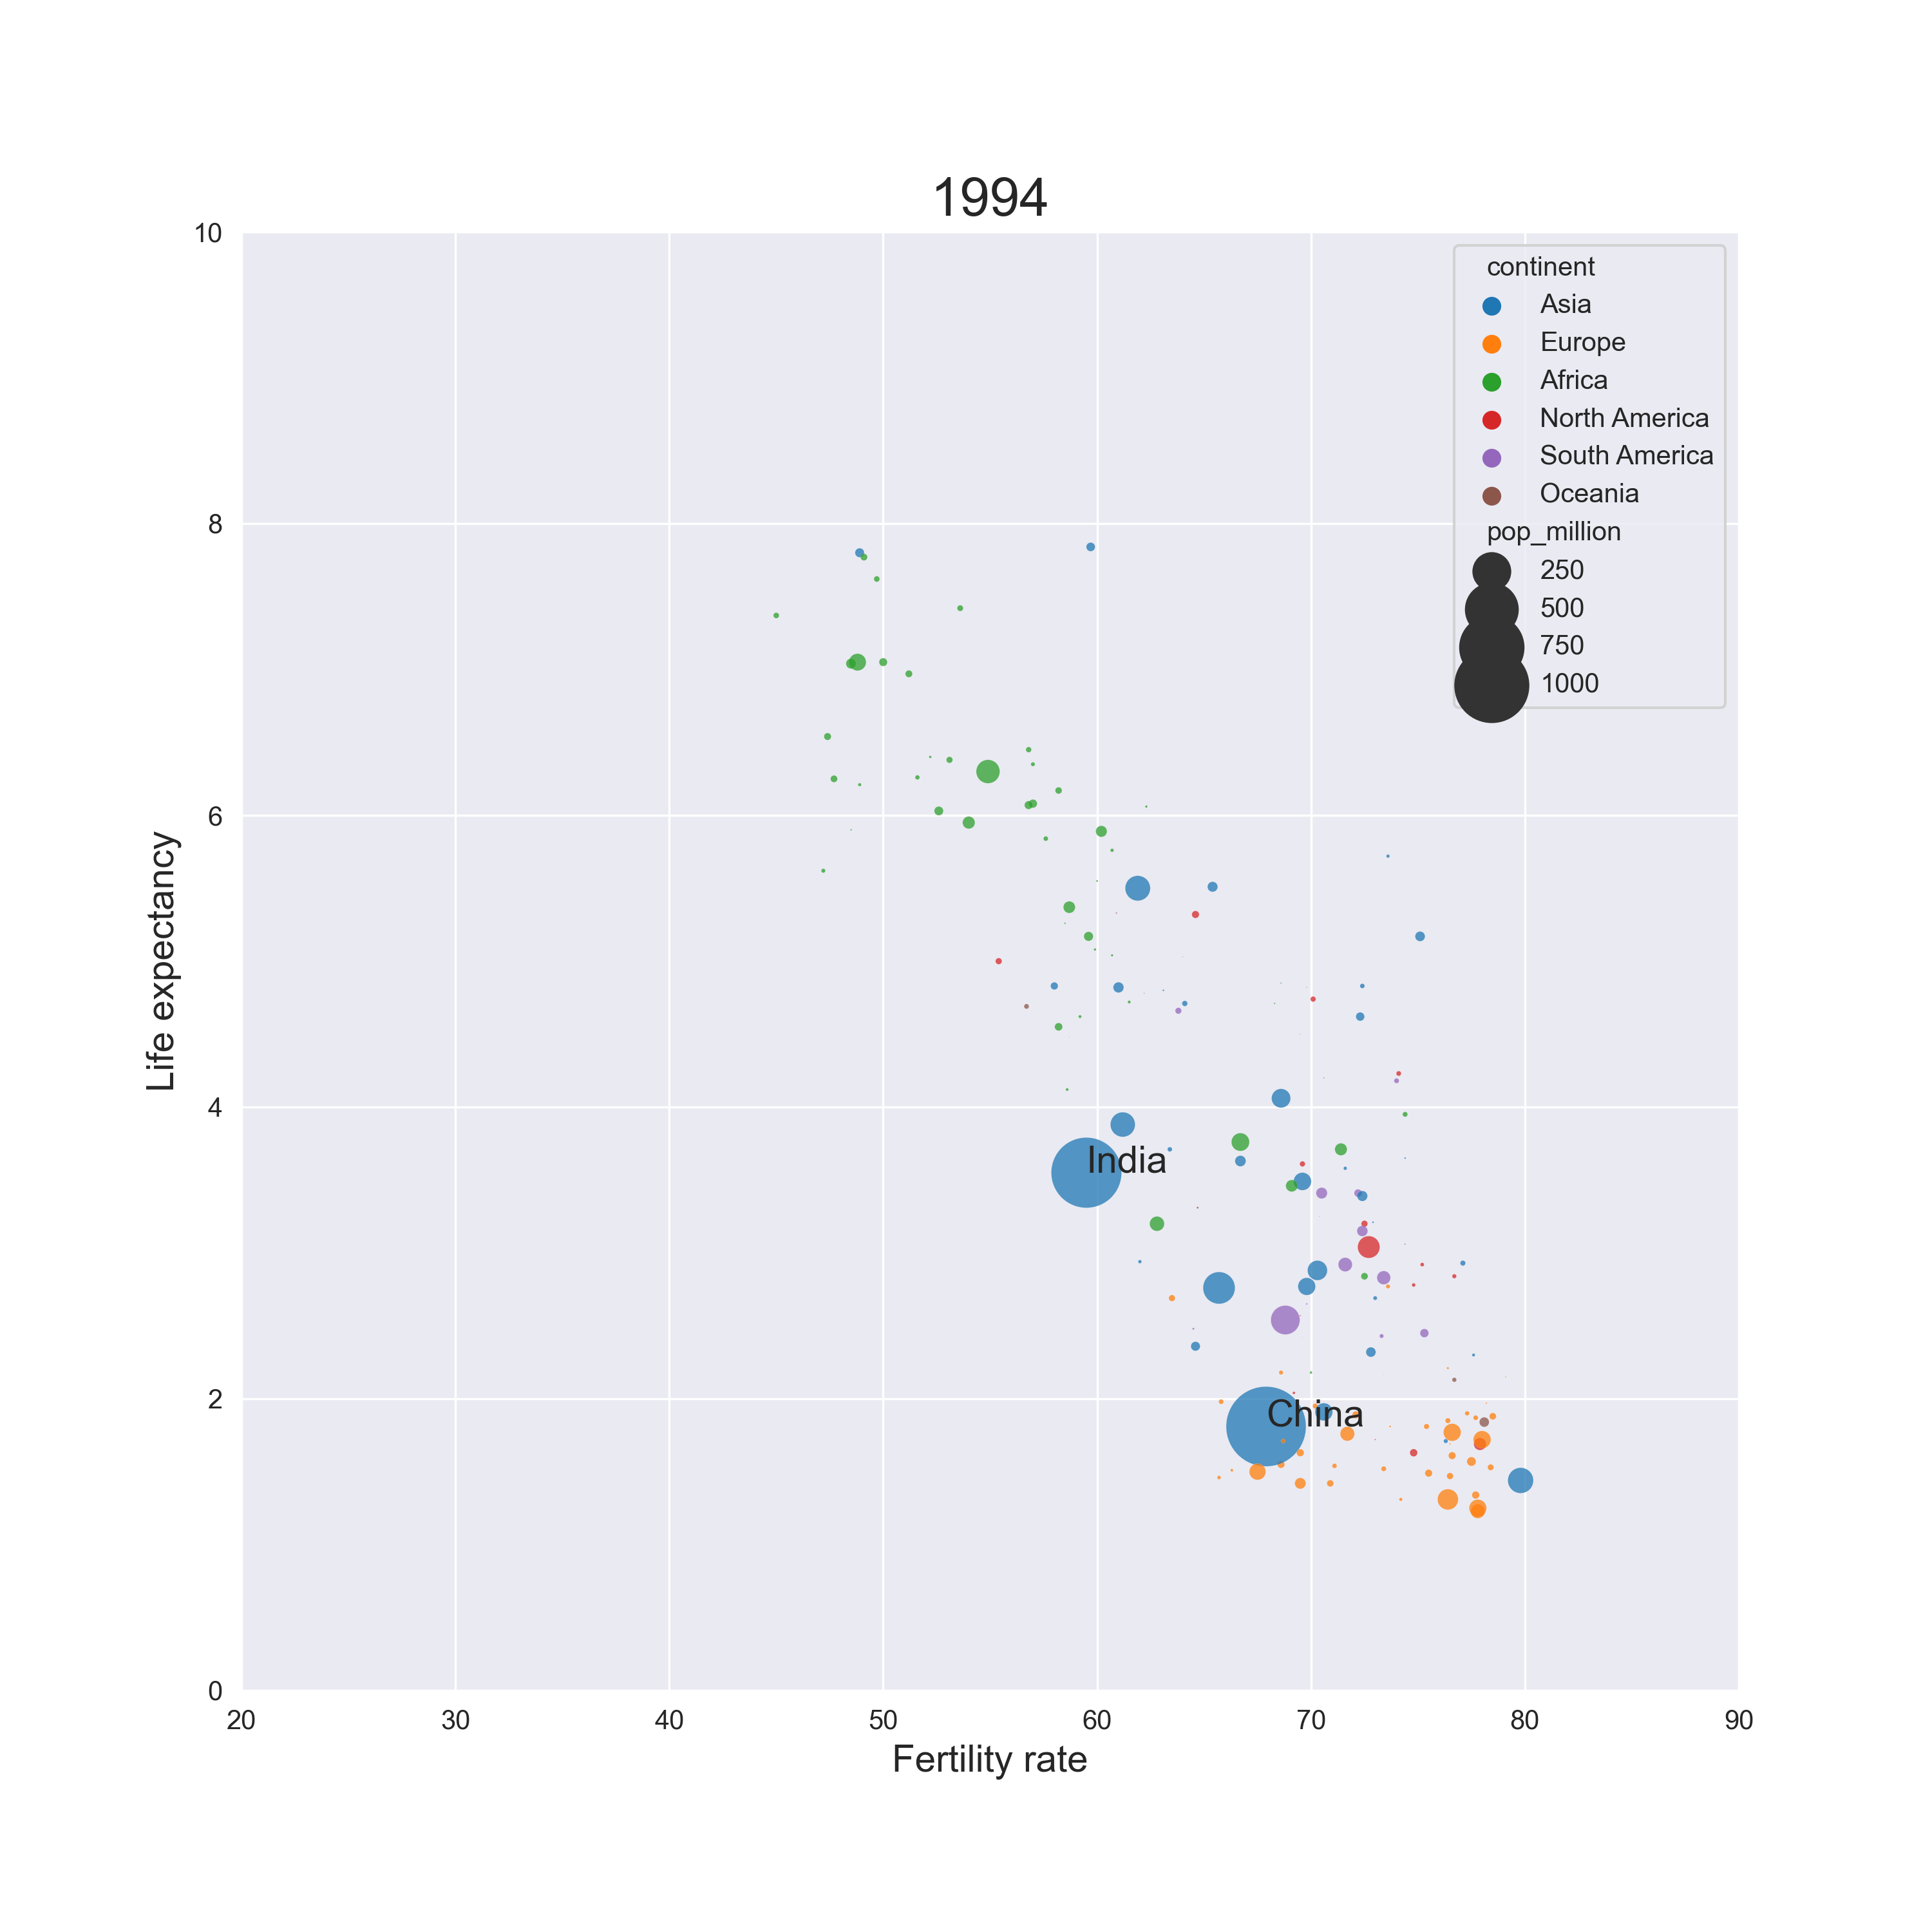 1994
10
8
6
4
2
0
Life expectancy
20 30 40 50 60 70 80 90
Fertility rate
continent
Asia
Europe
Africa
North America
South America
Oceania
pop_million
250
500
750
1000
India
China